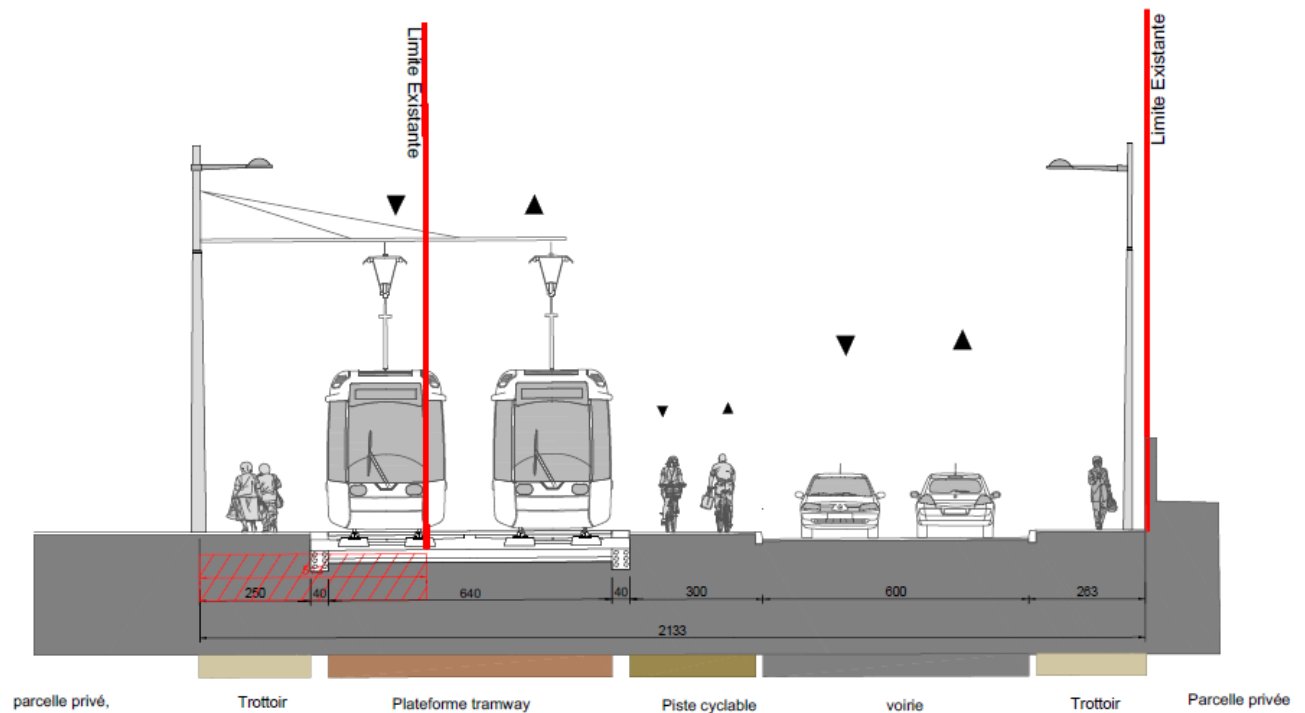 Limite Existante
Limite Existante
250
40
640
40
300
600
263
2133
parcelle privé,
Trottoir
Plateforme tramway
Piste cyclable
voirie
Trottoir
Parcelle privée